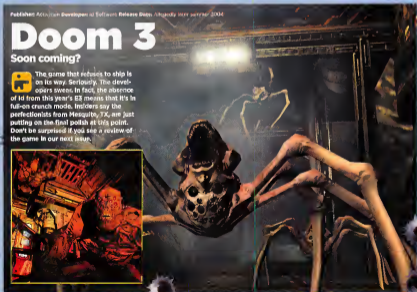 Publisher Activision Developer id Software Release Date Allegedly late summer 2004
Doom 3
Soon coming?
The game that refuses to ship is
on its way. Seriously. The devel-
opers swear. In fact, the absence
of id from this year's E3 means that it's in
full-on crunch mode. Insiders say the
perfectionists from Mesquite, TX, are just
putting on the final polish at this point.
Don't be surprised if you see a review of
the game in our next issue.